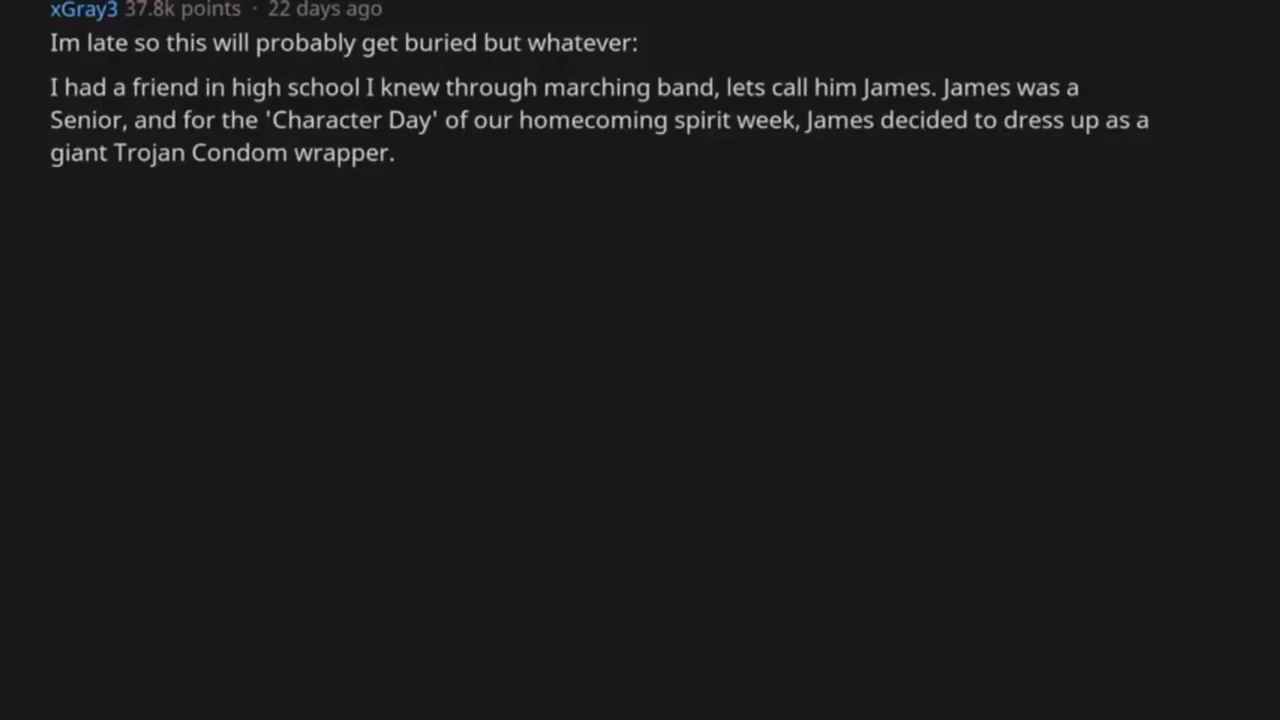 xGray3 37.8k points · 22 days ago
Im late so this will probably get buried but whatever:
I had a friend in high school I knew through marching band, lets call him James. James was a
Senior, and for the 'Character Day' of our homecoming spirit week, James decided to dress up as a
giant Trojan Condom wrapper.